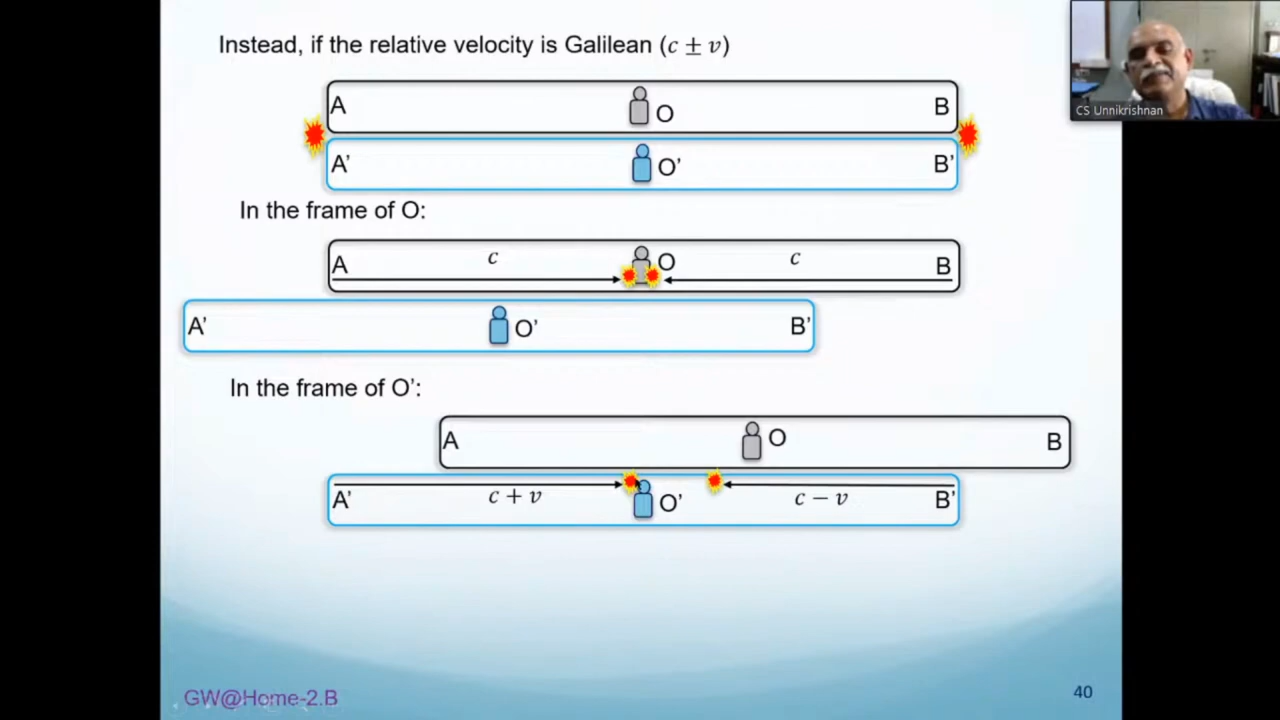 Instead, if the relative velocity is Galilean (c ± v)
CS Unnikrishnan
A O B
A' O' B'
In the frame of O:
A c O c B
A' O' B'
In the frame of O':
A O B
A' c + v O' c − v B'
GW@Home-2.B
40